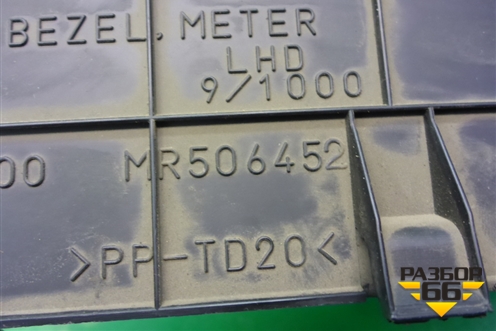 BEZEL, METER
LHD
9/1000
00 MR506452
>PP-TD20<
РАЗБОР
66